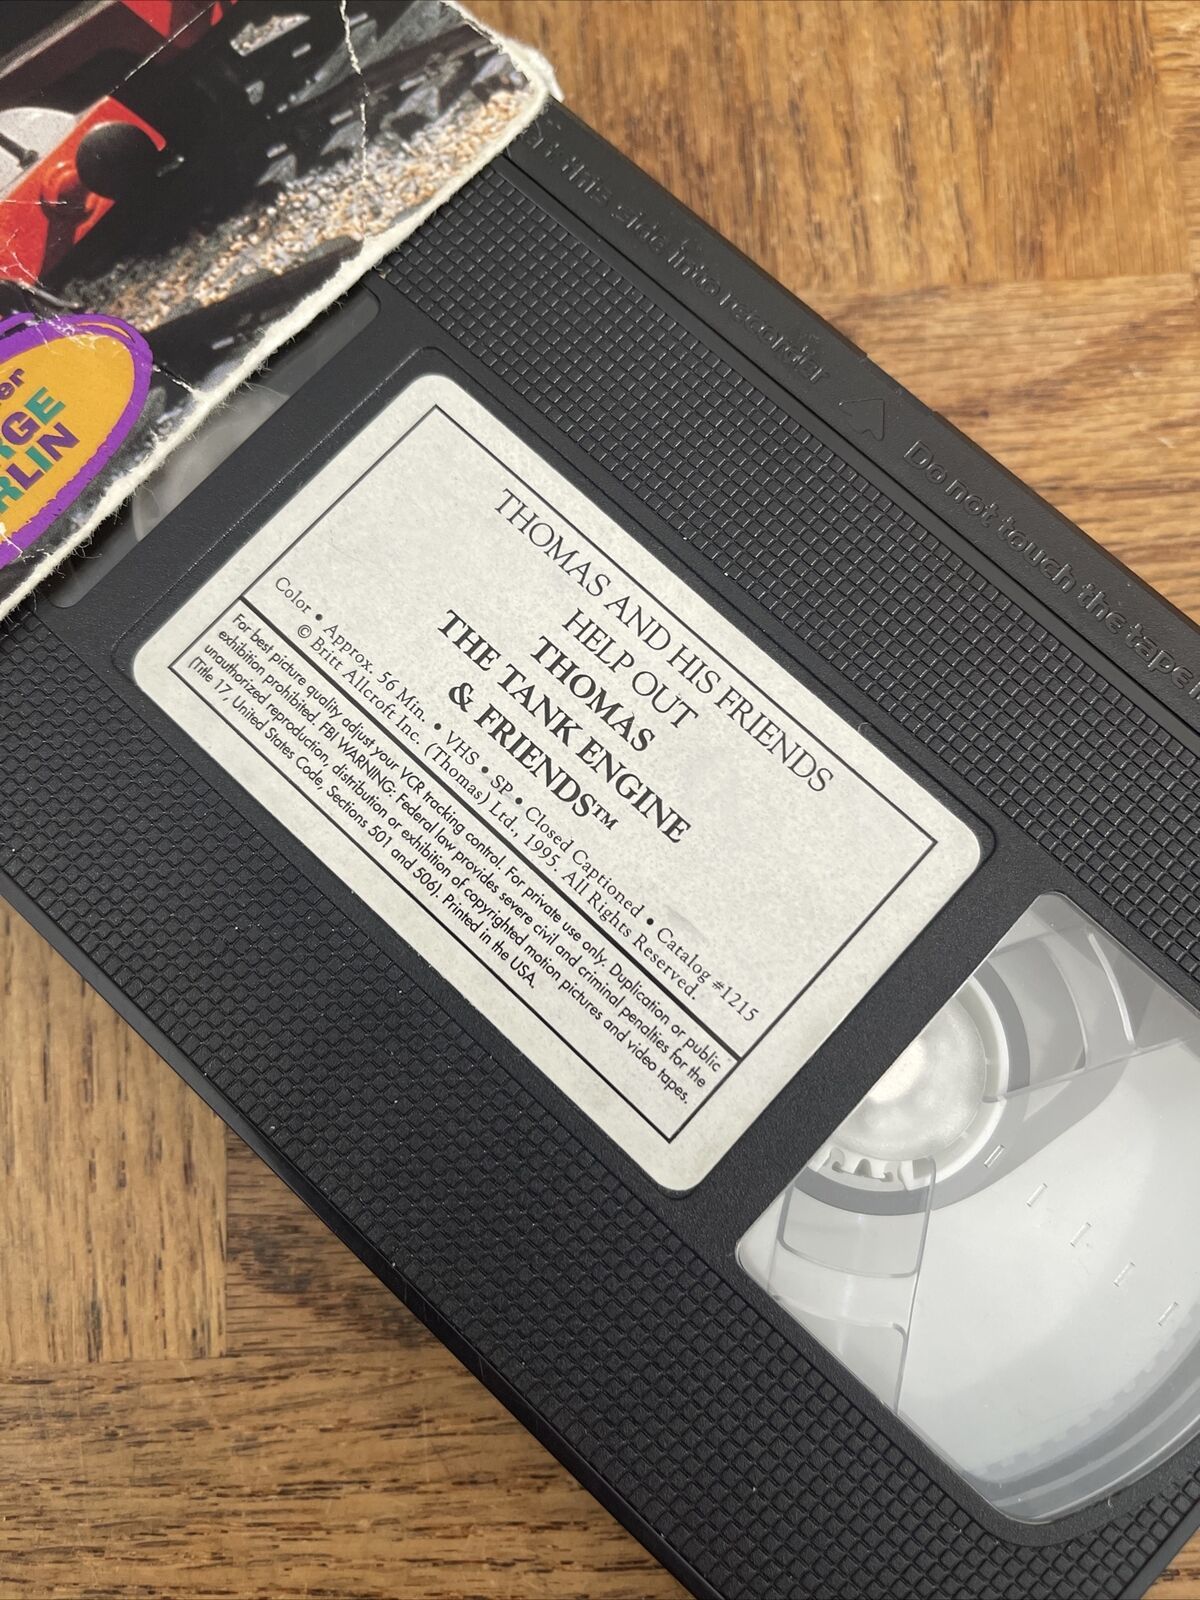 this side into recorder
Do not touch the tape
THOMAS AND HIS FRIENDS
HELP OUT
THOMAS
THE TANK ENGINE
& FRIENDS™
Color • Approx. 56 Min. • VHS • SP • Closed Captioned • Catalog #1215
© Britt Allcroft Inc. (Thomas) Ltd., 1995. All Rights Reserved.
For best picture quality adjust your VCR tracking control. For private use only. Duplication or public
exhibition prohibited. FBI WARNING: Federal law provides severe civil and criminal penalties for the
unauthorized reproduction, distribution or exhibition of copyrighted motion pictures and video tapes.
(Title 17, United States Code, Sections 501 and 506). Printed in the USA.